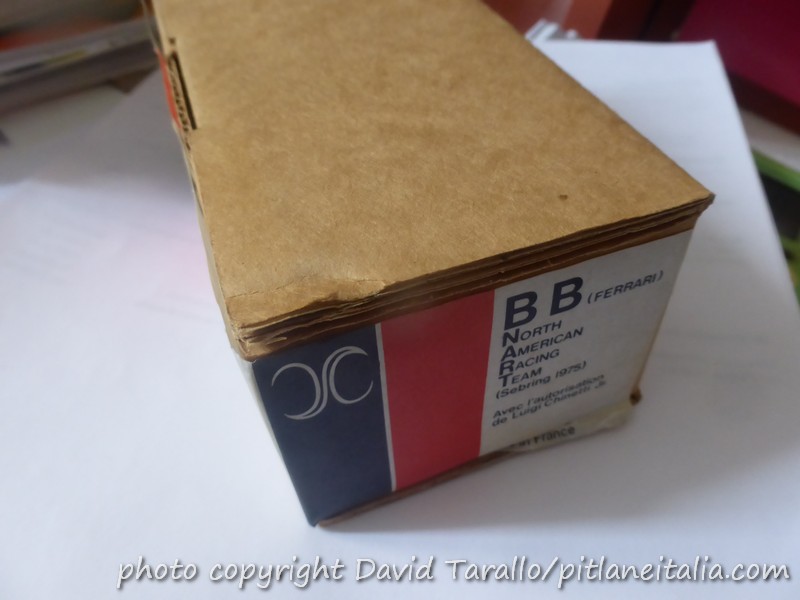 BB (FERRARI)
NORTH
AMERICAN
RACING
TEAM
(Sebring 1975)
Avec l'autorisation
de Luigi Chinetti Jr
France
photo copyright David Tarallo/pitlaneitalia.com